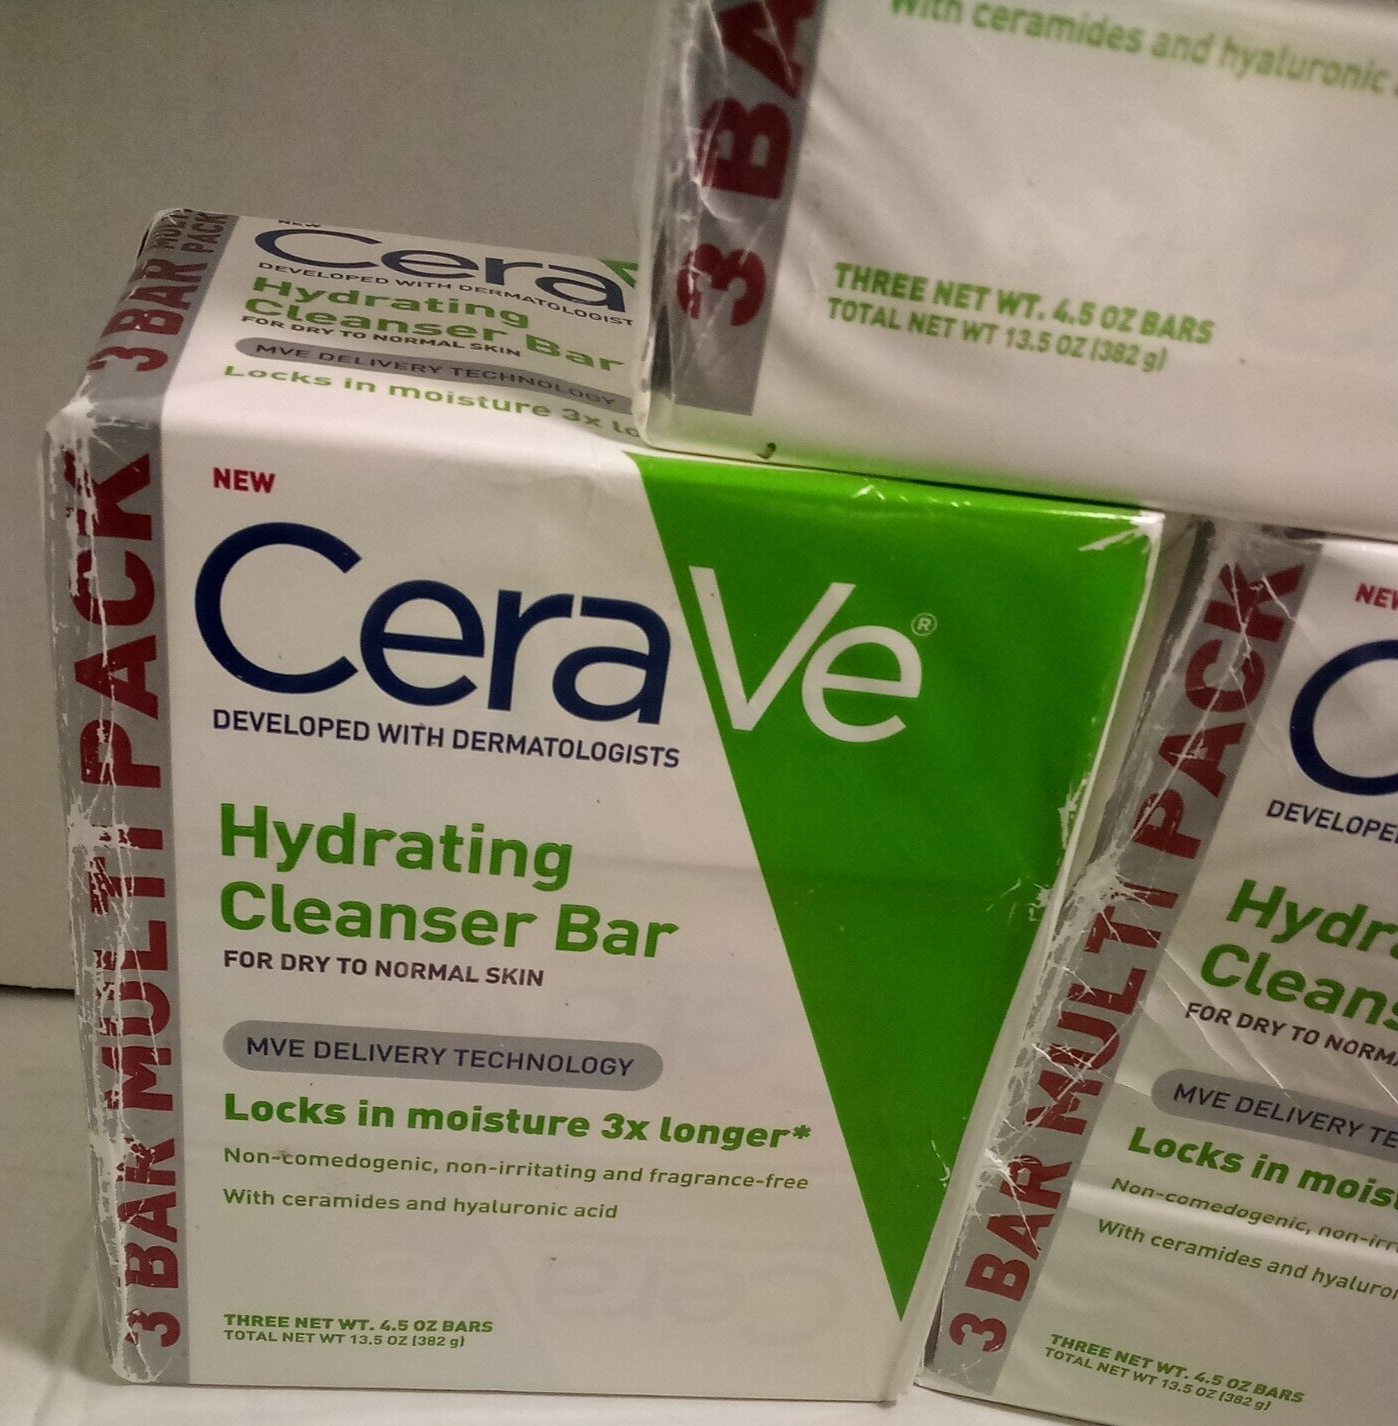 With ceramides and hyaluronic
3 BA
THREE NET WT. 4.5 OZ BARS
TOTAL NET WT 13.5 OZ (382 g)
3 BAR MULTI PACK
NEW
Cera
DEVELOPED WITH DERMATOLOGIST
Hydrating
Cleanser Bar
FOR DRY TO NORMAL SKIN
MVE DELIVERY TECHNOLOGY
Locks in moisture 3x lo
3 BAR MULTI PACK
NEW
CeraVe®
DEVELOPED WITH DERMATOLOGISTS
Hydrating
Cleanser Bar
FOR DRY TO NORMAL SKIN
MVE DELIVERY TECHNOLOGY
Locks in moisture 3x longer*
Non-comedogenic, non-irritating and fragrance-free
With ceramides and hyaluronic acid
THREE NET WT. 4.5 OZ BARS
TOTAL NET WT 13.5 OZ (382 g)
3 BAR MULTI PACK
NEW
C
DEVELOPE
Hydr
Cleans
FOR DRY TO NORM
MVE DELIVERY TE
Locks in mois
Non-comedogenic, non-irr
With ceramides and hyaluro
THREE NET WT. 4.5 OZ BARS
TOTAL NET WT 13.5 OZ (382 g)